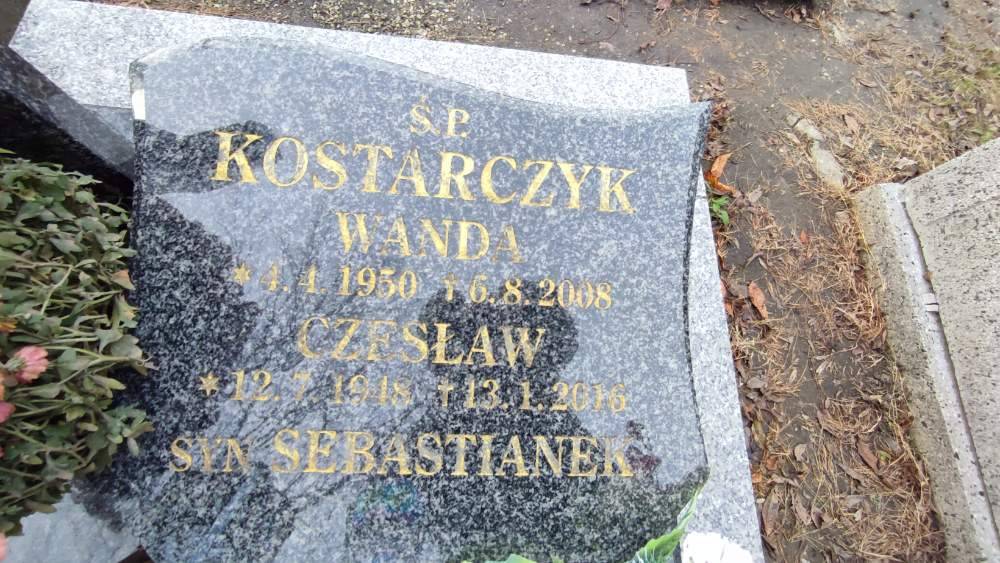 Ś.P.
KOSTARCZYK
WANDA
* 4.4.1950 † 6.8.2008
CZESŁAW
* 12.7.1948 † 13.1.2016
SYN SEBASTIANEK